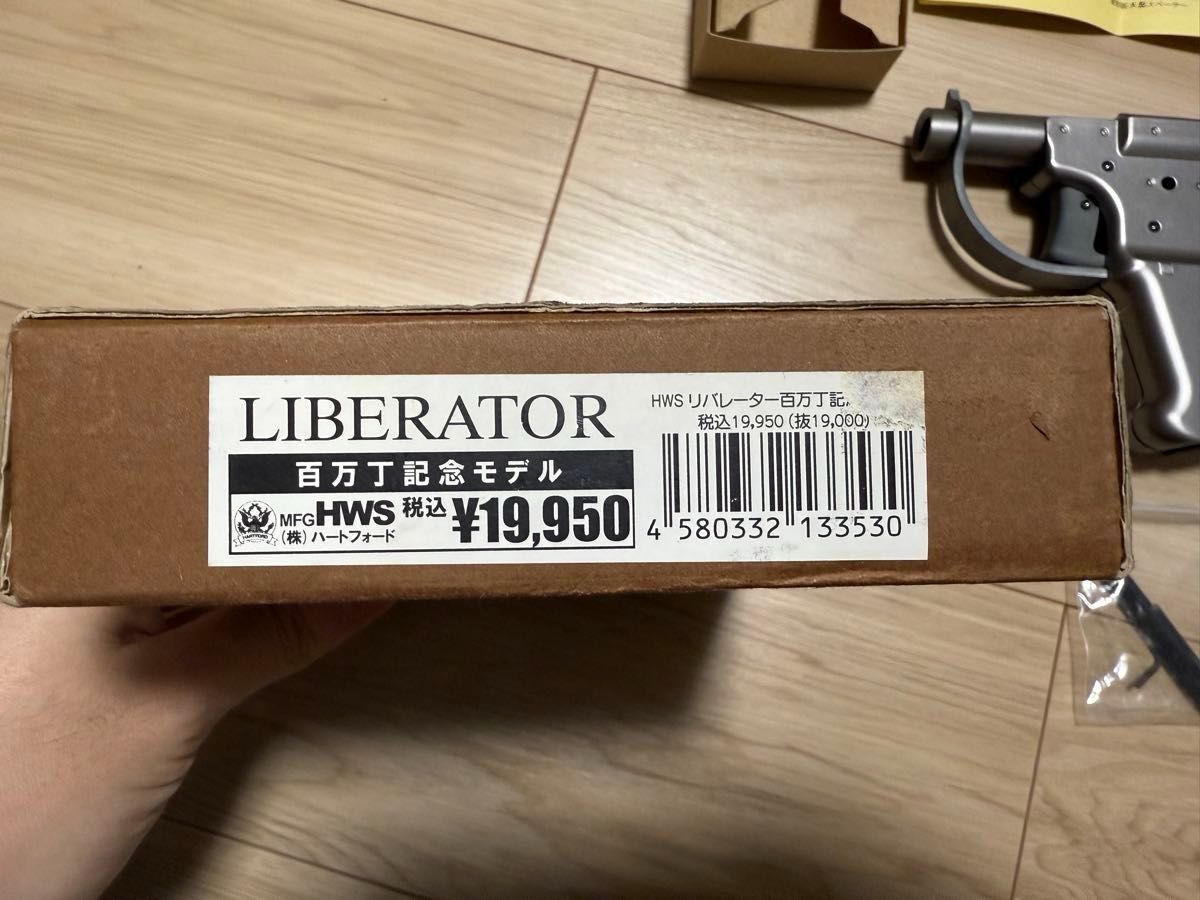 LIBERATOR
百万丁記念モデル
MFG HWS 税込 ¥19,950
(株)ハートフォード
HARTFORD
HWS リバレーター百万丁記
税込19,950(抜19,000)
4 580332 133530